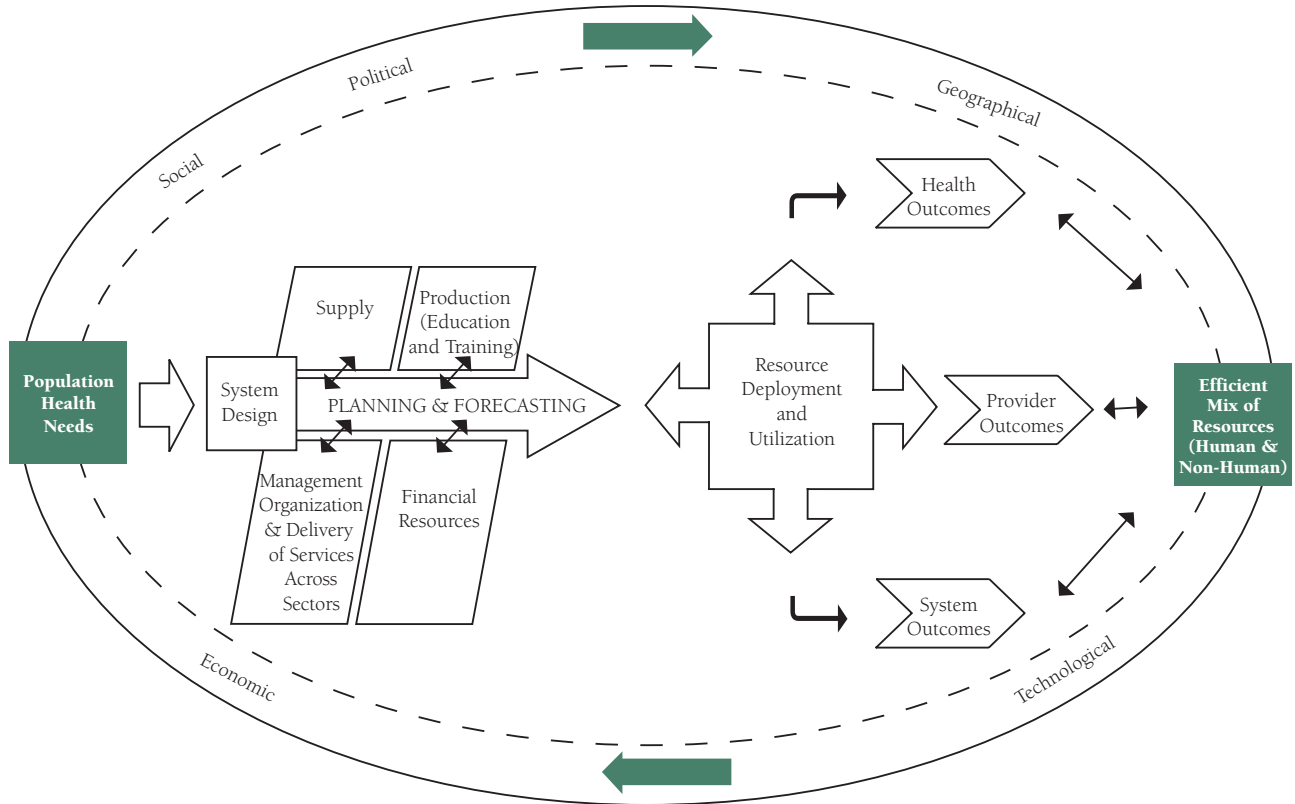 Political
Geographical
Social
Health
Outcomes
Supply
Production
(Education
and Training)
Population
Health
Needs
System
Design
PLANNING & FORECASTING
Resource
Deployment
and
Utilization
Provider
Outcomes
Efficient
Mix of
Resources
(Human &
Non-Human)
Management
Organization
& Delivery
of Services
Across
Sectors
Financial
Resources
System
Outcomes
Economic
Technological